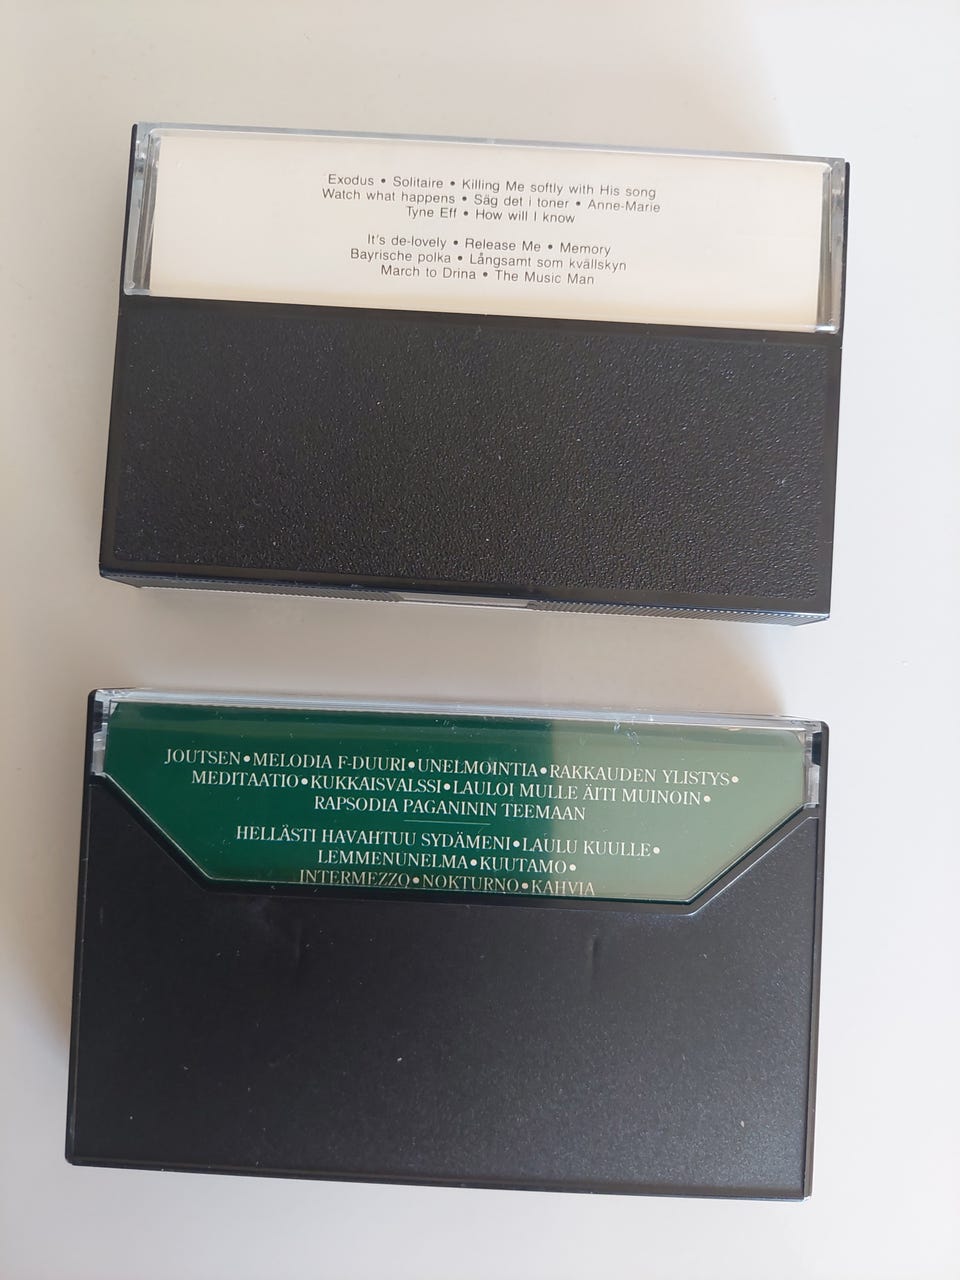 Exodus • Solitaire • Killing Me softly with His song
Watch what happens • Säg det i toner • Anne-Marie
Tyne Eff • How will I know
It's de-lovely • Release Me • Memory
Bayrische polka • Långsamt som kvällskyn
March to Drina • The Music Man
JOUTSEN•MELODIA F-DUURI•UNELMOINTIA•RAKKAUDEN YLISTYS•
MEDITAATIO•KUKKAISVALSSI•LAULOI MULLE ÄITI MUINOIN•
RAPSODIA PAGANININ TEEMAAN
HELLÄSTI HAVAHTUU SYDÄMENI•LAULU KUULLE•
LEMMENUNELMA•KUUTAMO•
INTERMEZZO•NOKTURNO•KAHVIA